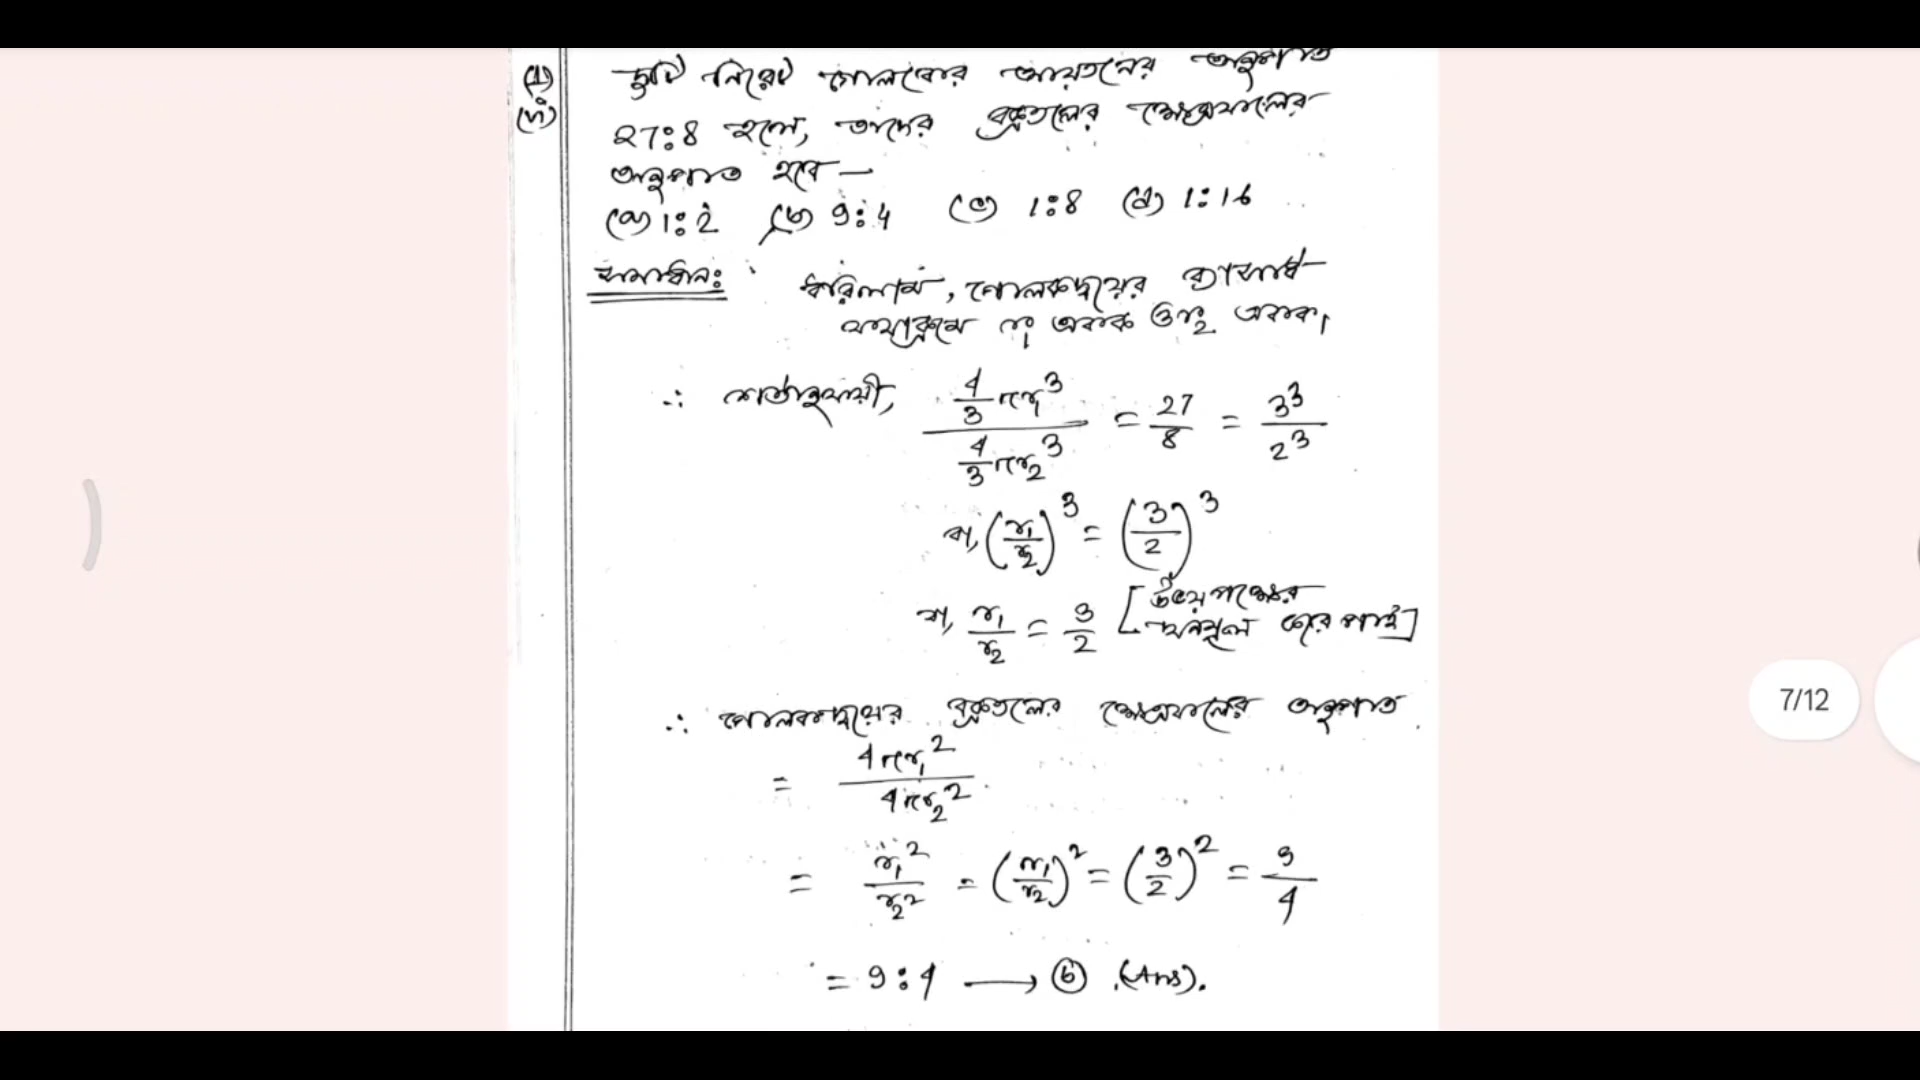 (1)
(iii)
দুটি নিরেট গোলকের আয়তনের অনুপাত
27:8 হলে, তাদের বক্রতলের ক্ষেত্রফলের
অনুপাত হবে —
(a) 1:2 (b) 9:4 (c) 1:8 (d) 1:16
সমাধান: ধরিলাম, গোলকদ্বয়ের ব্যাসার্ধ
যথাক্রমে r₁ একক ও r₂ একক।
∴ শর্তানুযায়ী, (4/3 πr₁³)/(4/3 πr₂³) = 27/8 = 3³/2³
বা, (r₁/r₂)³ = (3/2)³
বা, r₁/r₂ = 3/2 [উভয়পক্ষের
ঘনমূল করে পাই]
∴ গোলকদ্বয়ের বক্রতলের ক্ষেত্রফলের অনুপাত
= 4πr₁²/4πr₂²
= r₁²/r₂² = (r₁/r₂)² = (3/2)² = 9/4
= 9:4 ⟶ ⓑ (Ans).
7/12